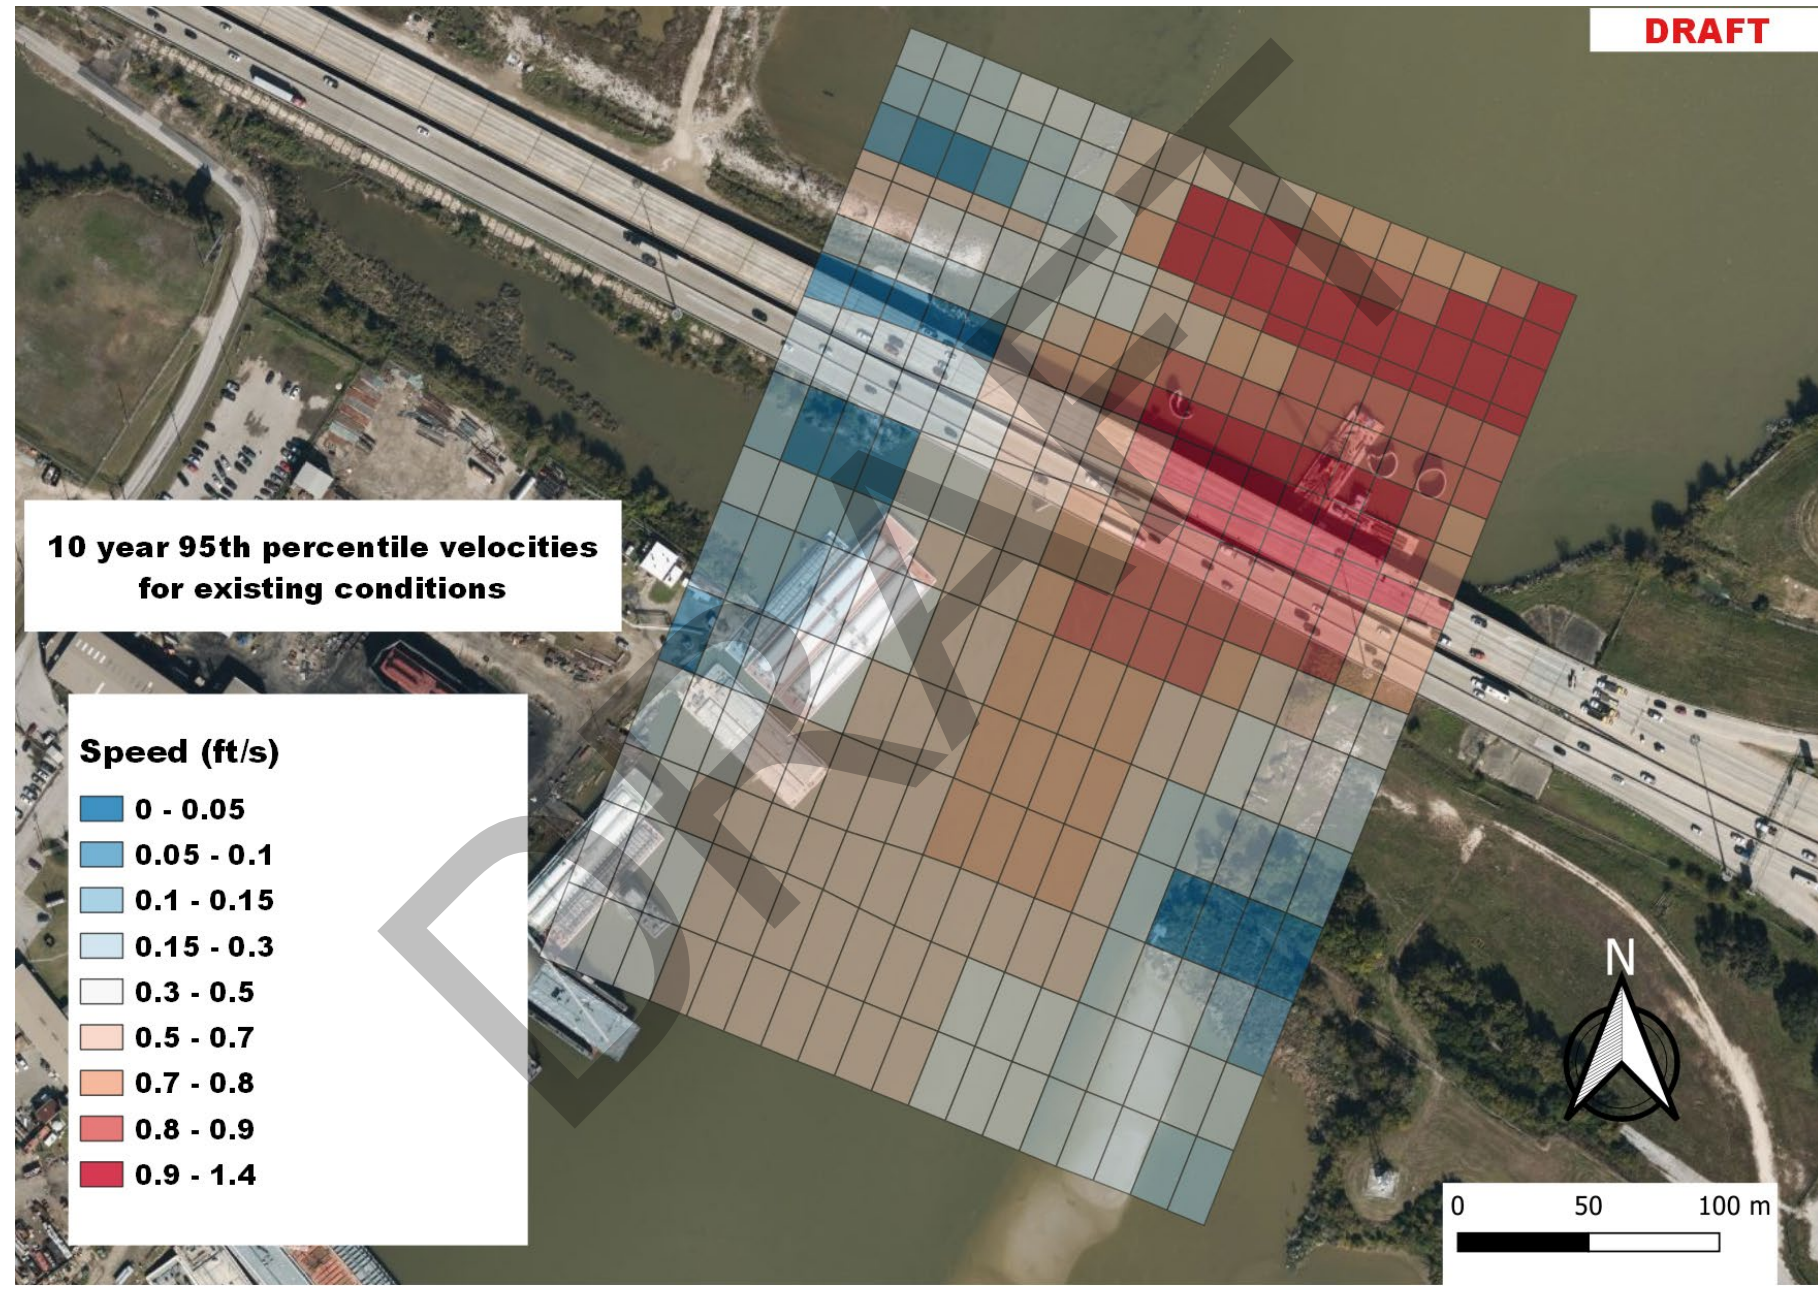 DRAFT
DRAFT
10 year 95th percentile velocities
for existing conditions
Speed (ft/s)
0 - 0.05
0.05 - 0.1
0.1 - 0.15
0.15 - 0.3
0.3 - 0.5
0.5 - 0.7
0.7 - 0.8
0.8 - 0.9
0.9 - 1.4
N
0 50 100 m